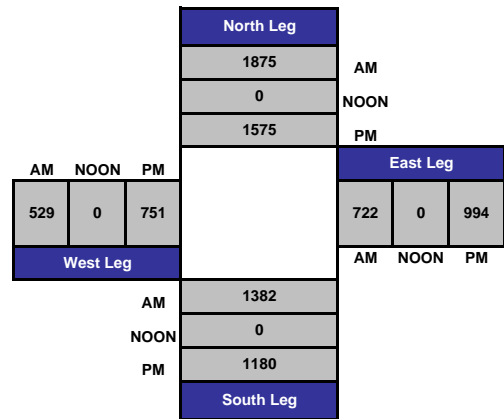 North Leg
1875 AM
0 NOON
1575 PM
AM NOON PM East Leg
529 0 751 722 0 994
West Leg AM NOON PM
AM 1382
NOON 0
PM 1180
South Leg